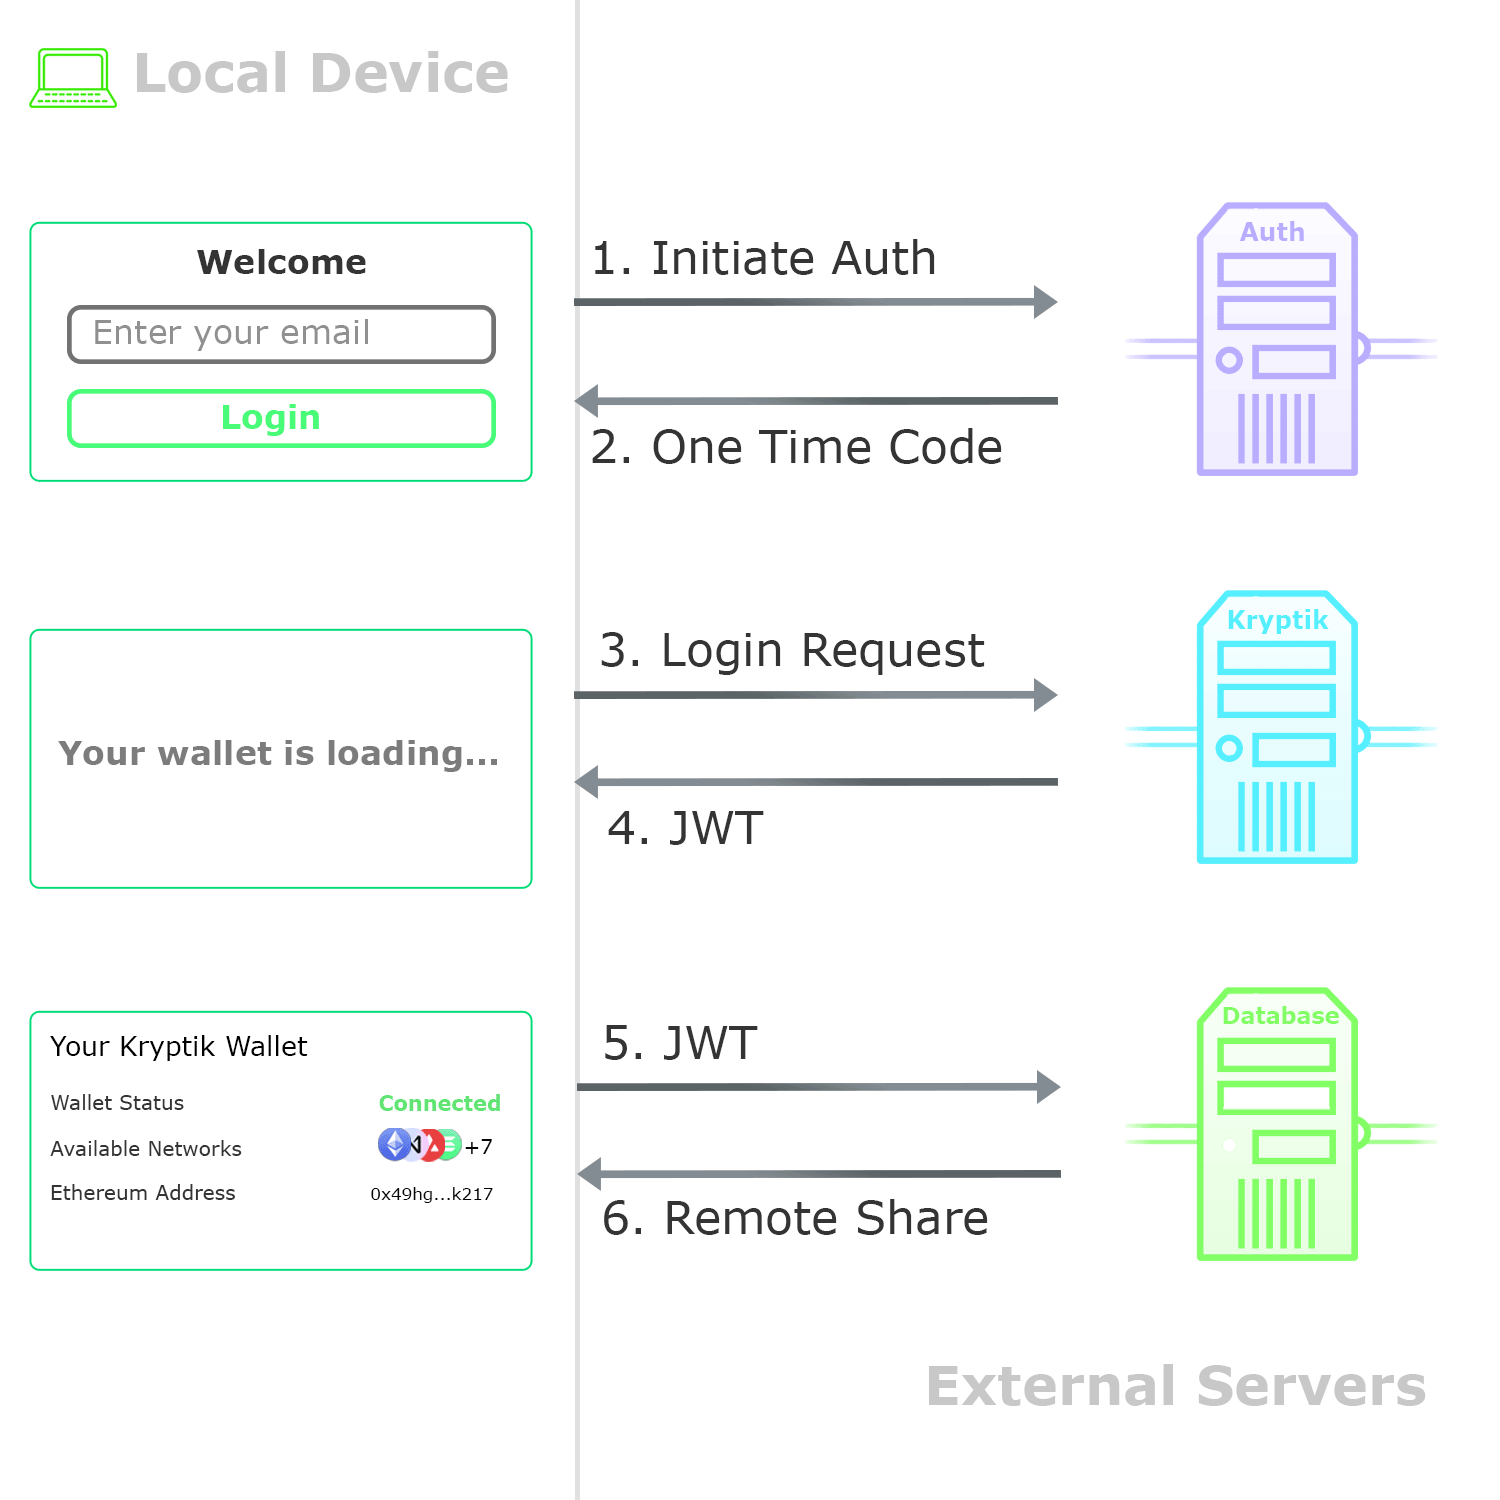 Local Device
Welcome
Enter your email
Login
1. Initiate Auth
2. One Time Code
Auth
Your wallet is loading...
3. Login Request
4. JWT
Kryptik
Your Kryptik Wallet
Wallet Status Connected
Available Networks +7
Ethereum Address 0x49hg...k217
5. JWT
6. Remote Share
Database
External Servers